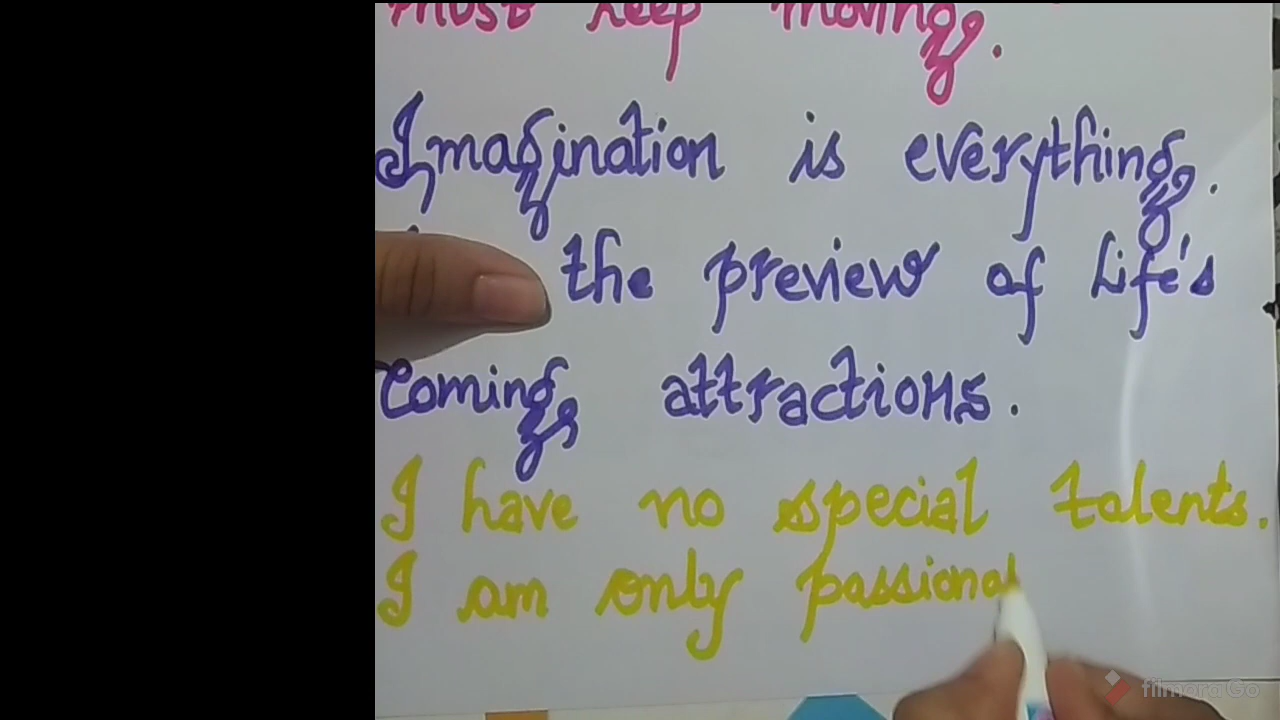 must keep moving.
Imagination is everything.
the preview of life's
coming attractions.
I have no special talents.
I am only passiona
filmora Go